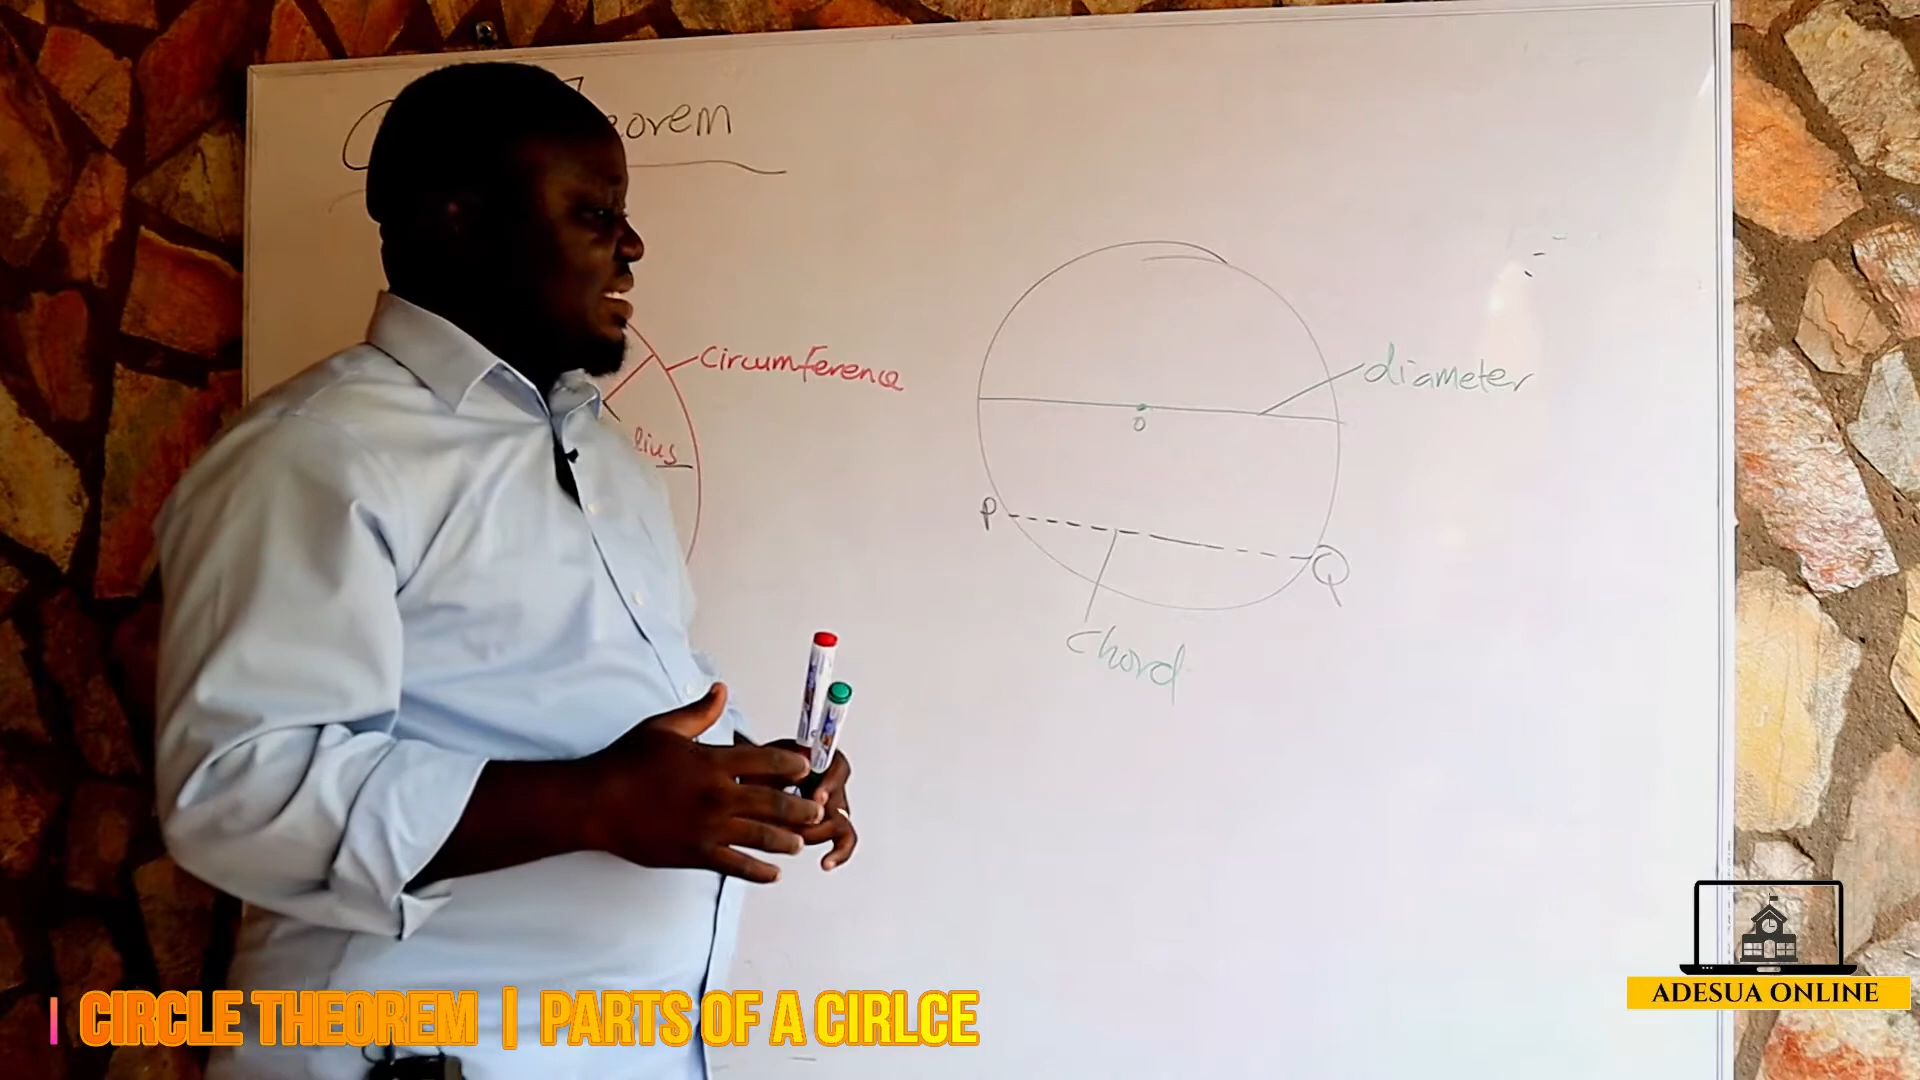 eorem
circumference
dius
diameter
O
P
Q
chord
CIRCLE THEOREM | PARTS OF A CIRLCE
ADESUA ONLINE